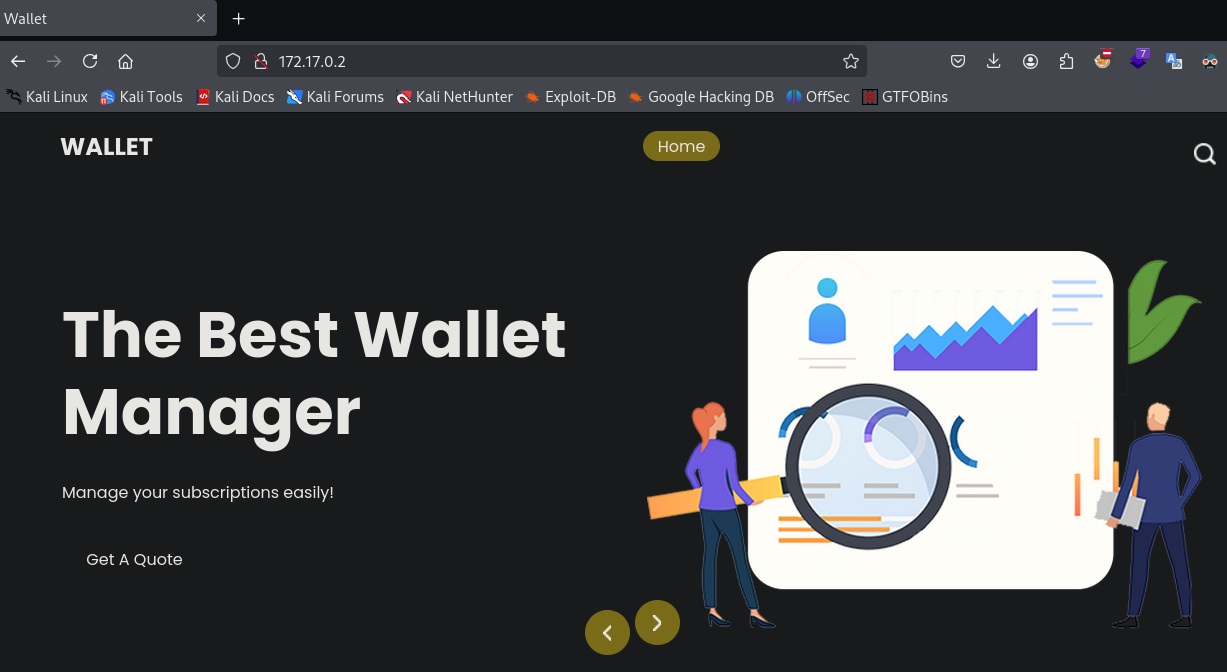 Wallet
172.17.0.2
7
Kali Linux Kali Tools Kali Docs Kali Forums Kali NetHunter Exploit-DB Google Hacking DB OffSec GTFOBins
WALLET
Home
The Best Wallet
Manager
Manage your subscriptions easily!
Get A Quote